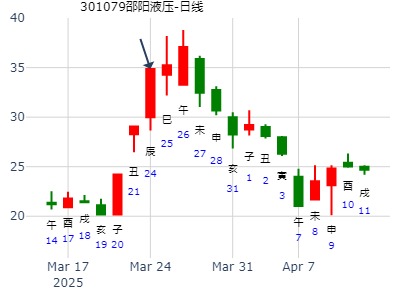 301079邵阳液压-日线
40
35
30
25
20
午
14
酉
17
戌
18
亥
19
子
20
丑
21
辰
24
巳
25
午
26
未
27
申
28
亥
31
子
1
丑
2
寅
3
午
7
未
8
申
9
酉
10
戌
11
Mar 17
2025
Mar 24
Mar 31
Apr 7